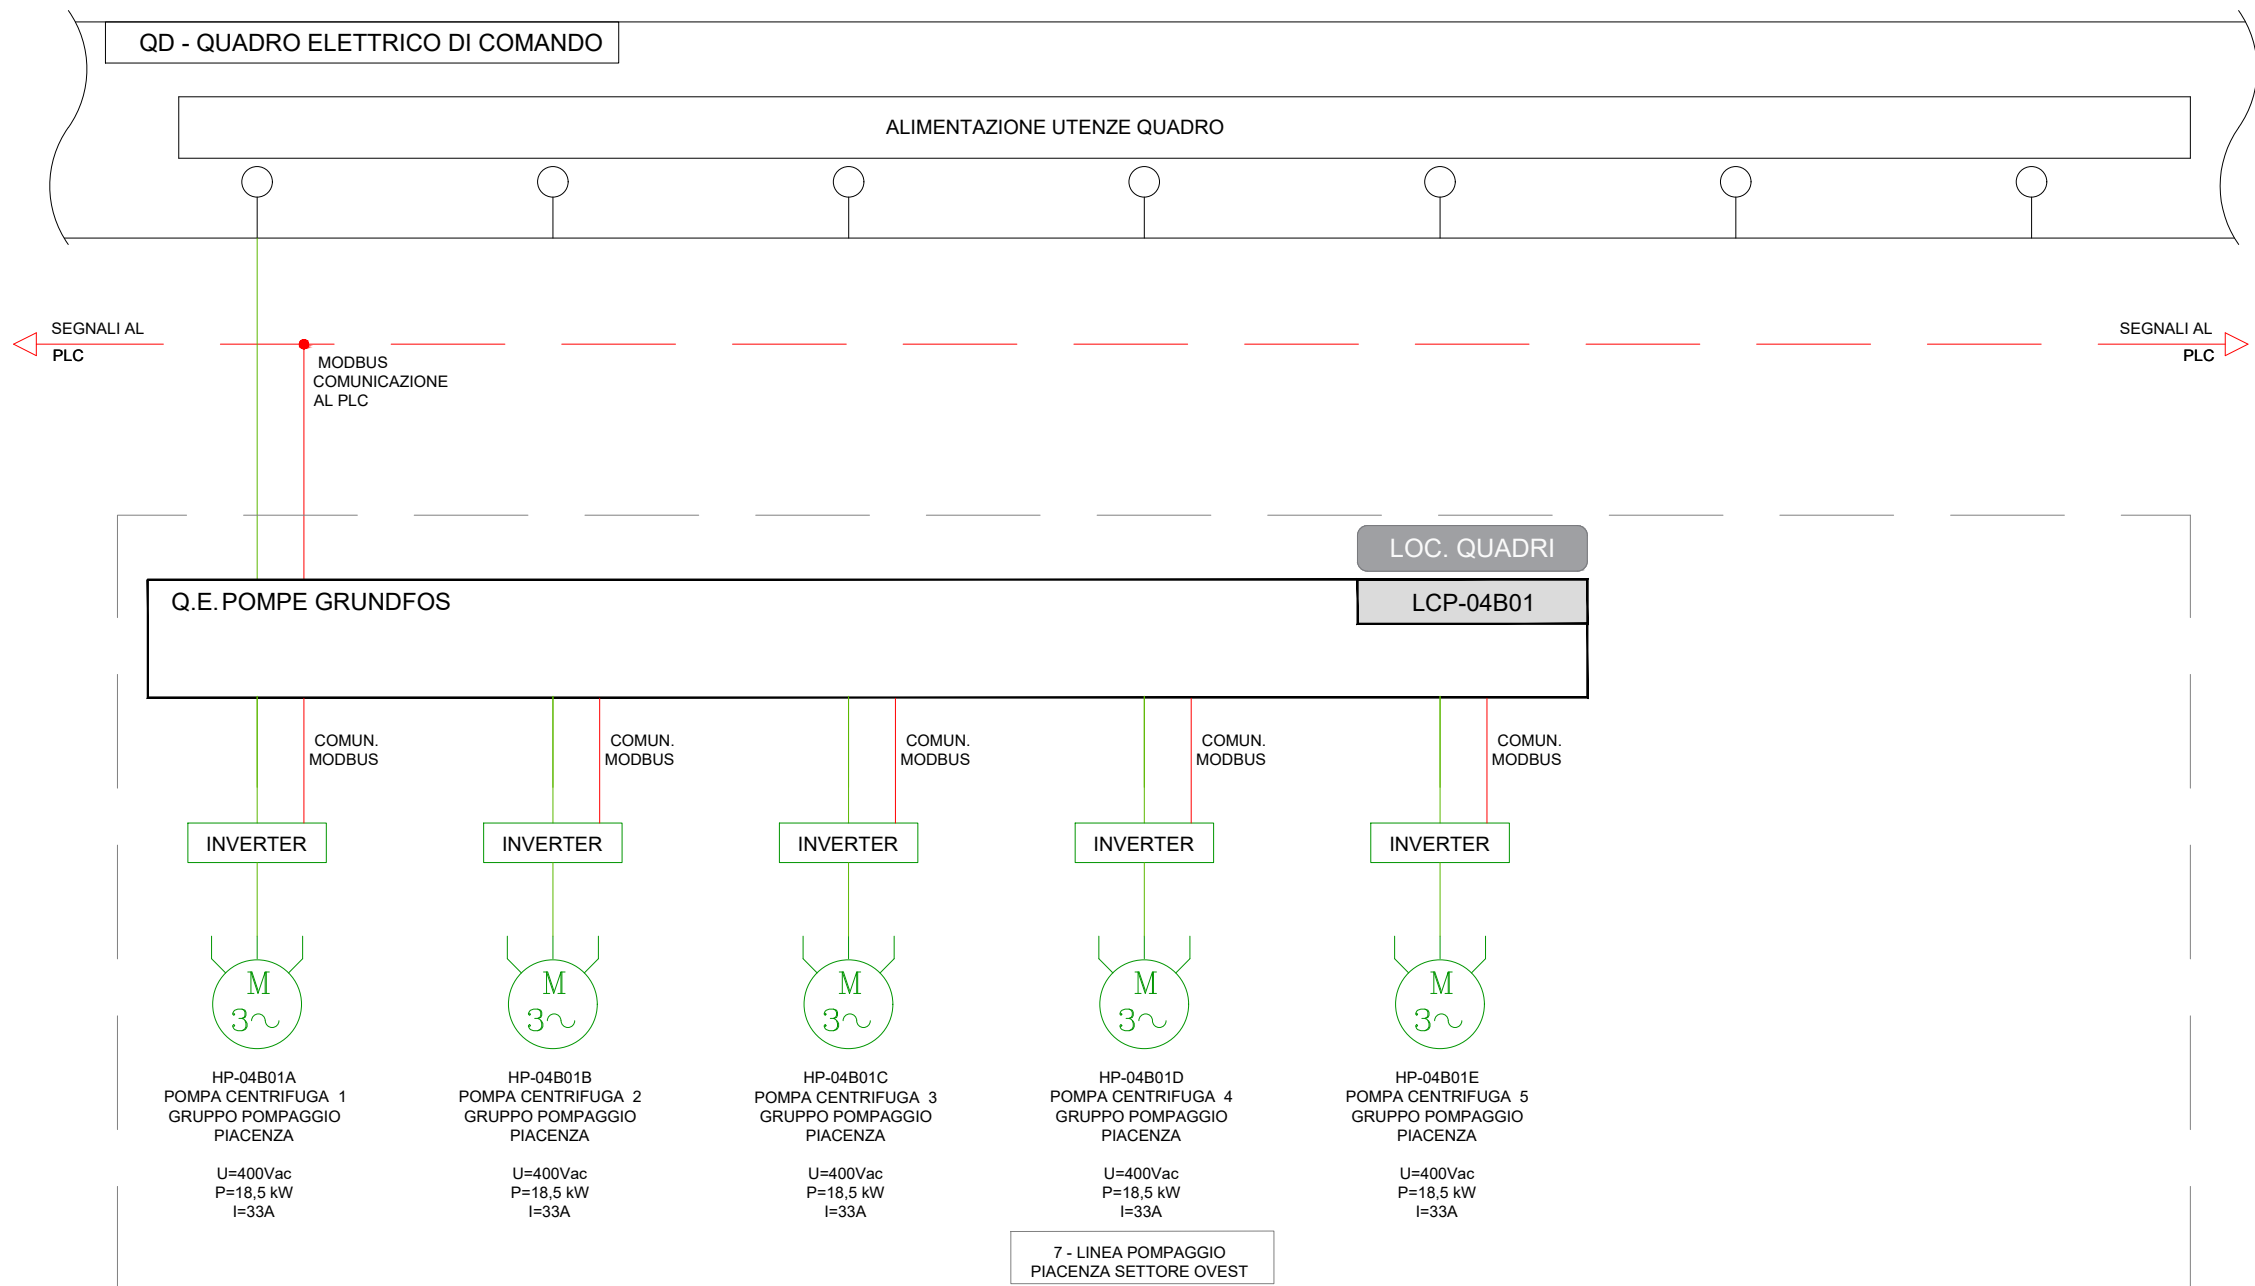 QD - QUADRO ELETTRICO DI COMANDO
ALIMENTAZIONE UTENZE QUADRO
SEGNALI AL
PLC
SEGNALI AL
PLC
MODBUS
COMUNICAZIONE
AL PLC
LOC. QUADRI
Q.E. POMPE GRUNDFOS
LCP-04B01
COMUN.
MODBUS
COMUN.
MODBUS
COMUN.
MODBUS
COMUN.
MODBUS
COMUN.
MODBUS
INVERTER
INVERTER
INVERTER
INVERTER
INVERTER
M
3~
M
3~
M
3~
M
3~
M
3~
HP-04B01A
POMPA CENTRIFUGA 1
GRUPPO POMPAGGIO
PIACENZA
U=400Vac
P=18,5 kW
I=33A
HP-04B01B
POMPA CENTRIFUGA 2
GRUPPO POMPAGGIO
PIACENZA
U=400Vac
P=18,5 kW
I=33A
HP-04B01C
POMPA CENTRIFUGA 3
GRUPPO POMPAGGIO
PIACENZA
U=400Vac
P=18,5 kW
I=33A
HP-04B01D
POMPA CENTRIFUGA 4
GRUPPO POMPAGGIO
PIACENZA
U=400Vac
P=18,5 kW
I=33A
HP-04B01E
POMPA CENTRIFUGA 5
GRUPPO POMPAGGIO
PIACENZA
U=400Vac
P=18,5 kW
I=33A
7 - LINEA POMPAGGIO
PIACENZA SETTORE OVEST